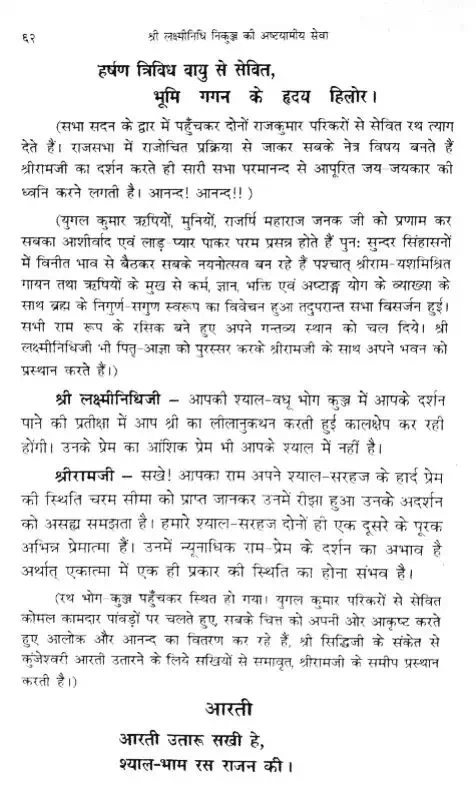 ६२
श्री लक्ष्मीनिधि निकुञ्ज की अष्टयामीय सेवा
हर्षण त्रिविध वायु से सेवित,
भूमि गगन के हृदय हिलोर।
(सभा सदन के द्वार में पहुँचकर दोनों राजकुमार परिकरों से सेवित रथ त्याग
देते हैं। राजसभा में राजोचित प्रक्रिया से जाकर सबके नेत्र विषय बनते हैं
श्रीरामजी का दर्शन करते ही सारी सभा परमानन्द से आपूरित जय-जयकार की
ध्वनि करने लगती है। आनन्द! आनन्द!!)
(युगल कुमार ऋषियों, मुनियों, राजर्षि महाराज जनक जी को प्रणाम कर
सबका आशीर्वाद एवं लाड़-प्यार पाकर परम प्रसन्न होते हैं पुनः सुन्दर सिंहासनों
में विनीत भाव से बैठकर सबके नयनोत्सव बन रहे हैं पश्चात् श्रीराम-यशमिश्रित
गायन तथा ऋषियों के मुख से कर्म, ज्ञान, भक्ति एवं अष्टाङ्ग योग के व्याख्या के
साथ ब्रह्म के निगुर्ण-सगुण स्वरूप का विवेचन हुआ तदुपरान्त सभा विसर्जन हुई।
सभी राम रूप के रसिक बने हुए अपने गन्तव्य स्थान को चल दिये। श्री
लक्ष्मीनिधिजी भी पितृ-आज्ञा को पुरस्सर करके श्रीरामजी के साथ अपने भवन को
प्रस्थान करते हैं।)
श्री लक्ष्मीनिधिजी – आपकी श्याल-वधू भोग कुञ्ज में आपके दर्शन
पाने की प्रतीक्षा में आप श्री का लीलानुकथन करती हुई कालक्षेप कर रही
होंगी। उनके प्रेम का आंशिक प्रेम भी आपके श्याल में नहीं है।
श्रीरामजी – सखे! आपका राम अपने श्याल-सरहज के हार्द प्रेम
की स्थिति चरम सीमा को प्राप्त जानकर उनमें रीझा हुआ उनके अदर्शन
को असह्य समझता है। हमारे श्याल-सरहज दोनों ही एक दूसरे के पूरक
अभिन्न प्रेमात्मा हैं। उनमें न्यूनाधिक राम-प्रेम के दर्शन का अभाव है
अर्थात् एकात्मा में एक ही प्रकार की स्थिति का होना संभव है।
(रथ भोग-कुञ्ज पहुँचकर स्थित हो गया। युगल कुमार परिकरों से सेवित
कोमल कामदार पांवड़ों पर चलते हुए, सबके चित्त को अपनी ओर आकृष्ट करते
हुए आलोक और आनन्द का वितरण कर रहे हैं, श्री सिद्धिजी के संकेत से
कुंजेश्वरी आरती उतारने के लिये सखियों से समावृत, श्रीरामजी के समीप प्रस्थान
करती है।)
आरती
आरती उतारू सखी हे,
श्याल-भाम रस राजन की।